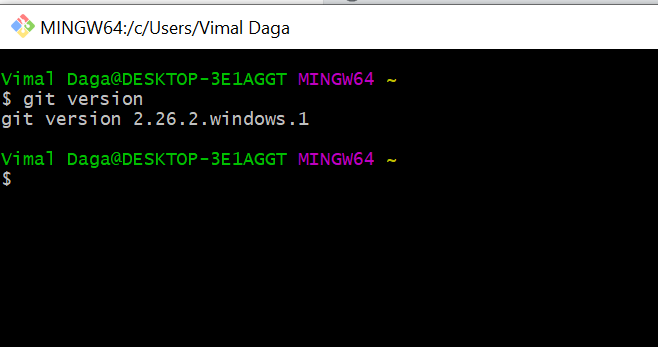 MINGW64:/c/Users/Vimal Daga
Vimal Daga@DESKTOP-3E1AGGT MINGW64 ~
$ git version
git version 2.26.2.windows.1
Vimal Daga@DESKTOP-3E1AGGT MINGW64 ~
$